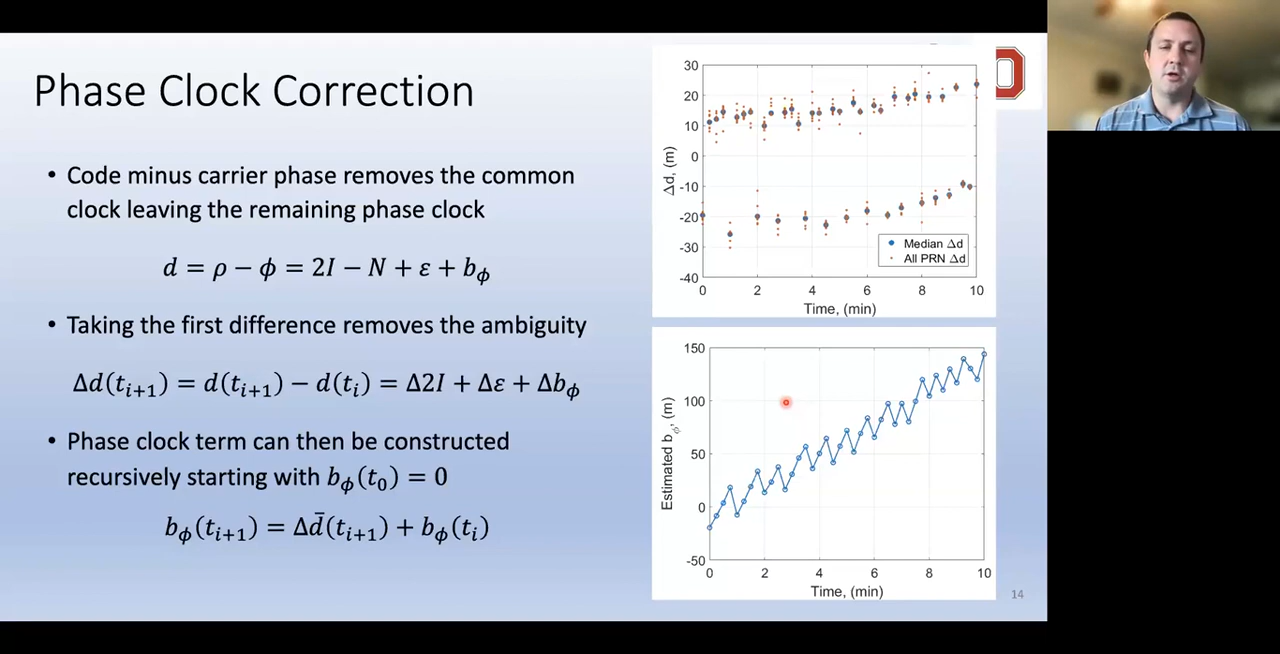 Phase Clock Correction
• Code minus carrier phase removes the common
clock leaving the remaining phase clock
d = ρ − ϕ = 2I − N + ε + b_ϕ
• Taking the first difference removes the ambiguity
Δd(t_{i+1}) = d(t_{i+1}) − d(t_i) = Δ2I + Δε + Δb_ϕ
• Phase clock term can then be constructed
recursively starting with b_ϕ(t_0) = 0
b_ϕ(t_{i+1}) = Δd̄(t_{i+1}) + b_ϕ(t_i)
30
20
10
0
-10
-20
-30
-40
Δd, (m)
Median Δd
All PRN Δd
0 2 4 6 8 10
Time, (min)
150
100
50
0
-50
Estimated b_ϕ, (m)
0 2 4 6 8 10
Time, (min)
14